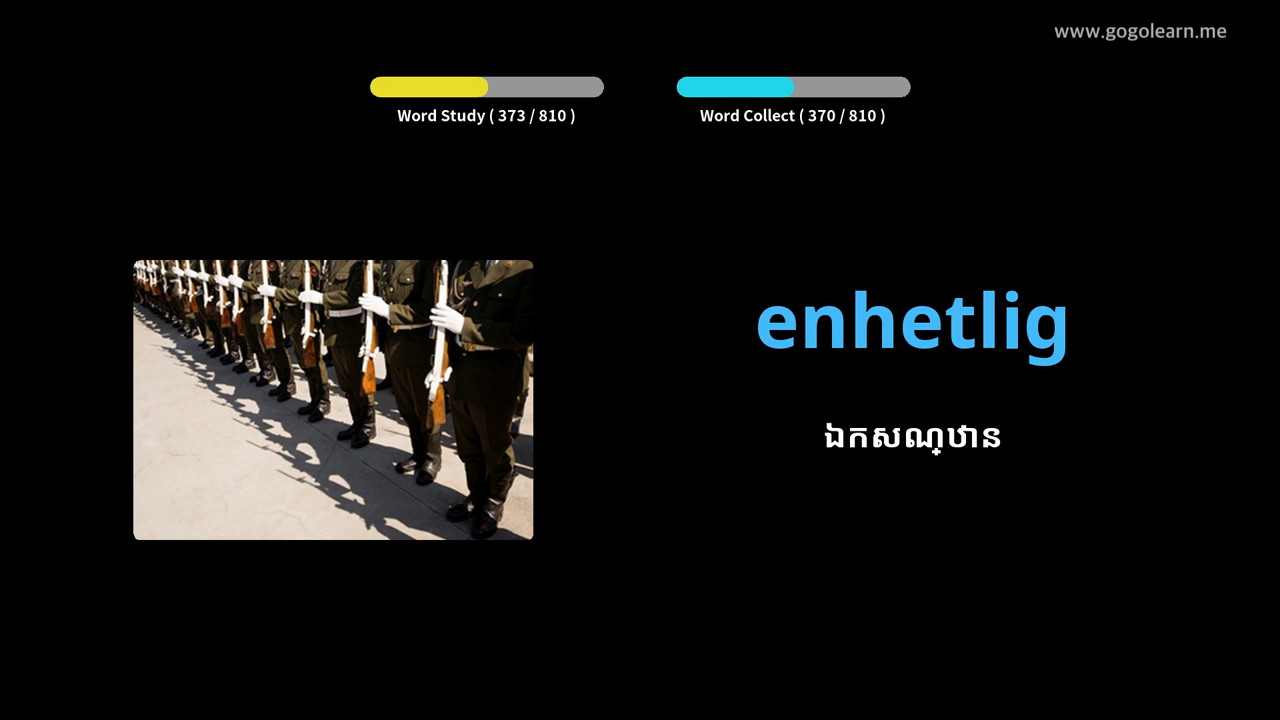 www.gogolearn.me
Word Study ( 373 / 810 )
Word Collect ( 370 / 810 )
enhetlig
ឯកសណ្ឋាន